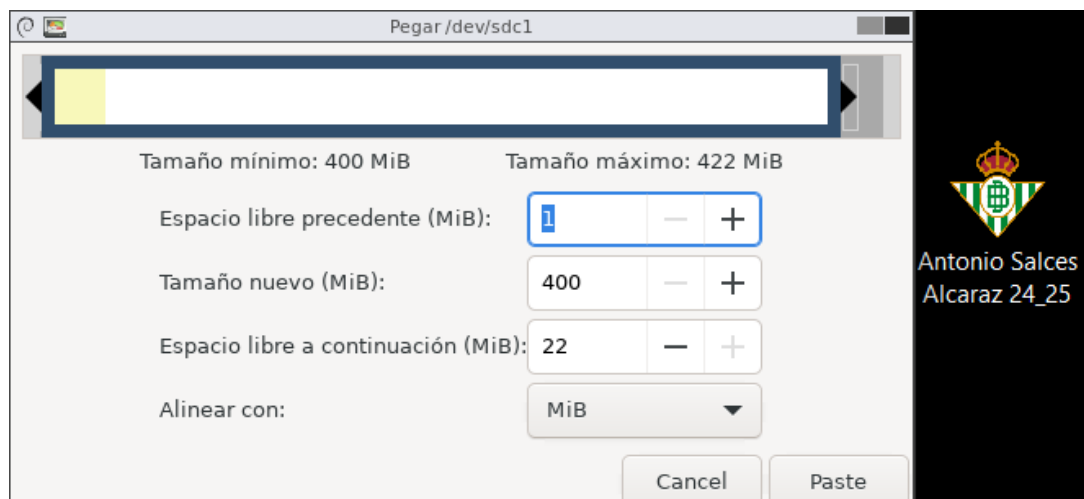 Pegar /dev/sdc1
Tamaño mínimo: 400 MiB Tamaño máximo: 422 MiB
Espacio libre precedente (MiB): 1
Tamaño nuevo (MiB): 400
Espacio libre a continuación (MiB): 22
Alinear con: MiB
Cancel Paste
Antonio Salces
Alcaraz 24_25